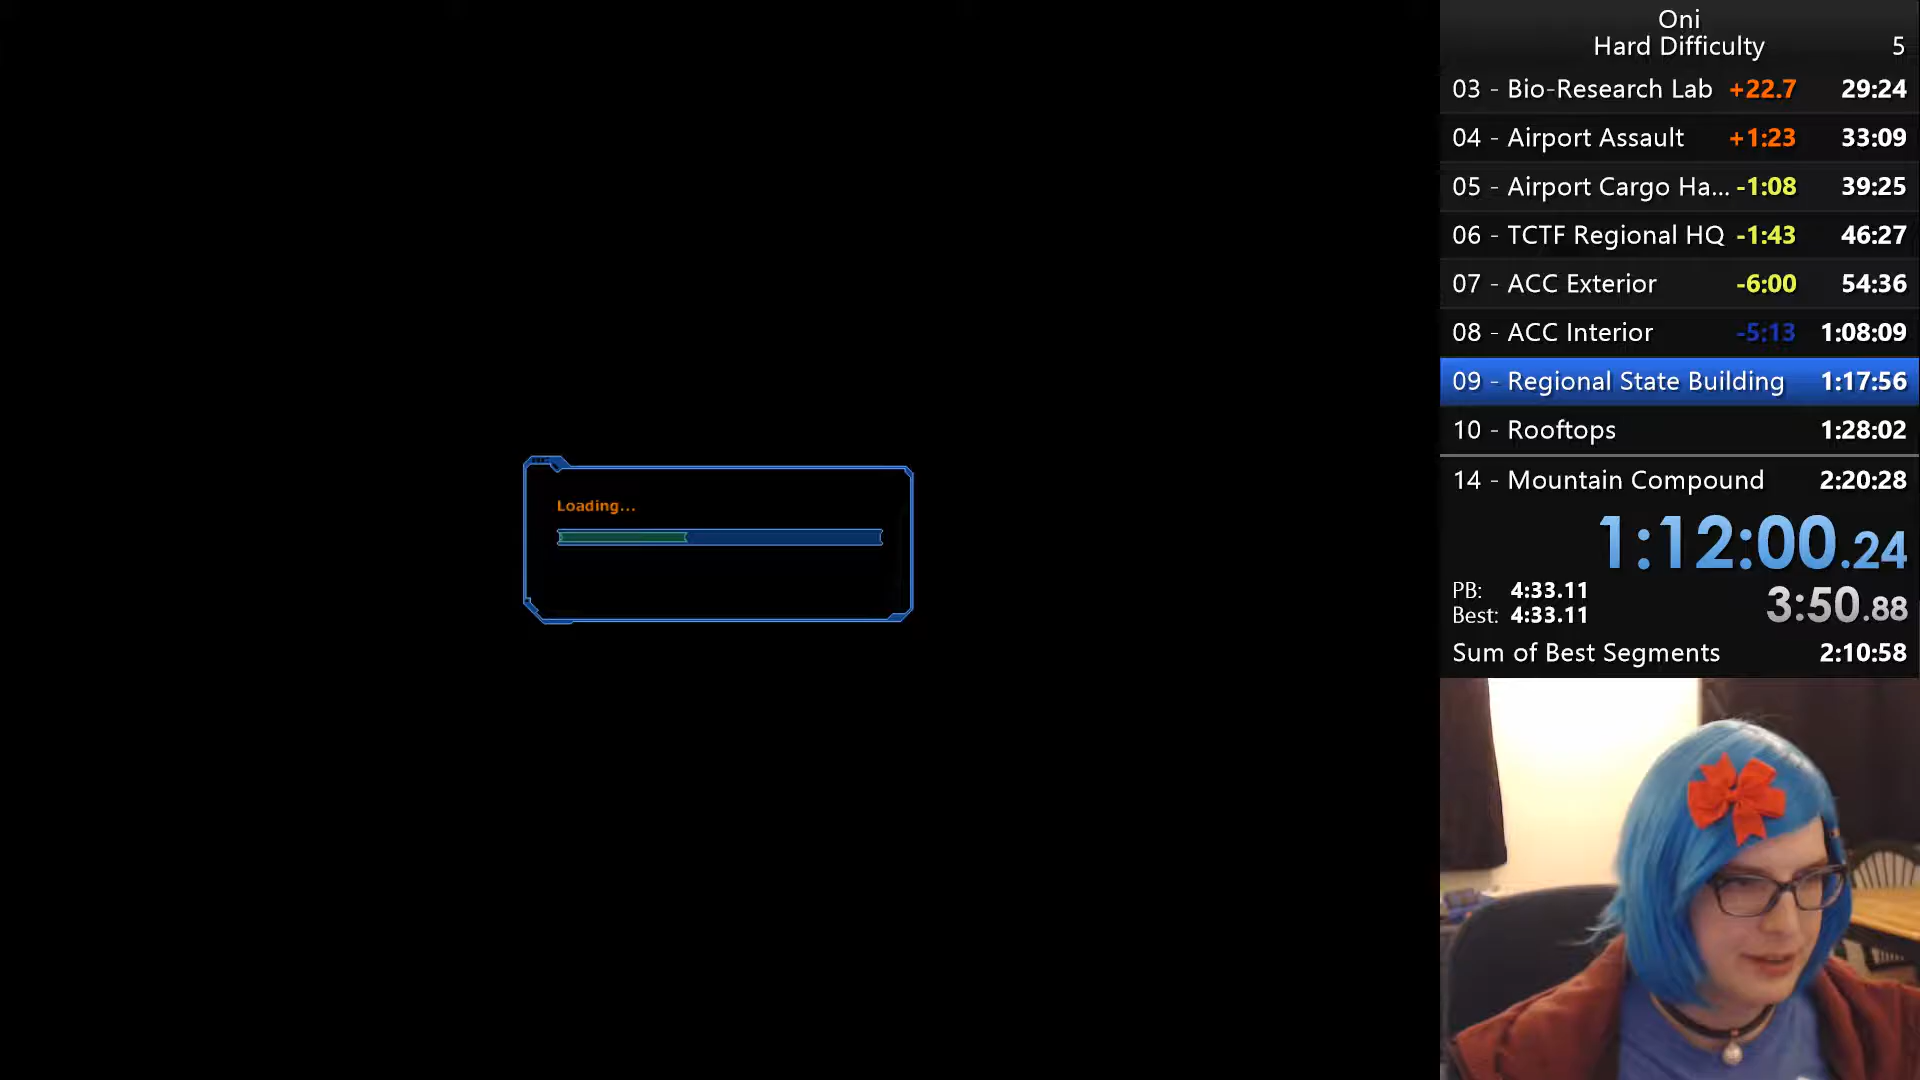 Oni
Hard Difficulty 5
03 - Bio-Research Lab +22.7 29:24
04 - Airport Assault +1:23 33:09
05 - Airport Cargo Ha... -1:08 39:25
06 - TCTF Regional HQ -1:43 46:27
07 - ACC Exterior -6:00 54:36
08 - ACC Interior -5:13 1:08:09
09 - Regional State Building 1:17:56
10 - Rooftops 1:28:02
14 - Mountain Compound 2:20:28
Loading...
1:12:00.24
PB: 4:33.11
Best: 4:33.11
3:50.88
Sum of Best Segments 2:10:58